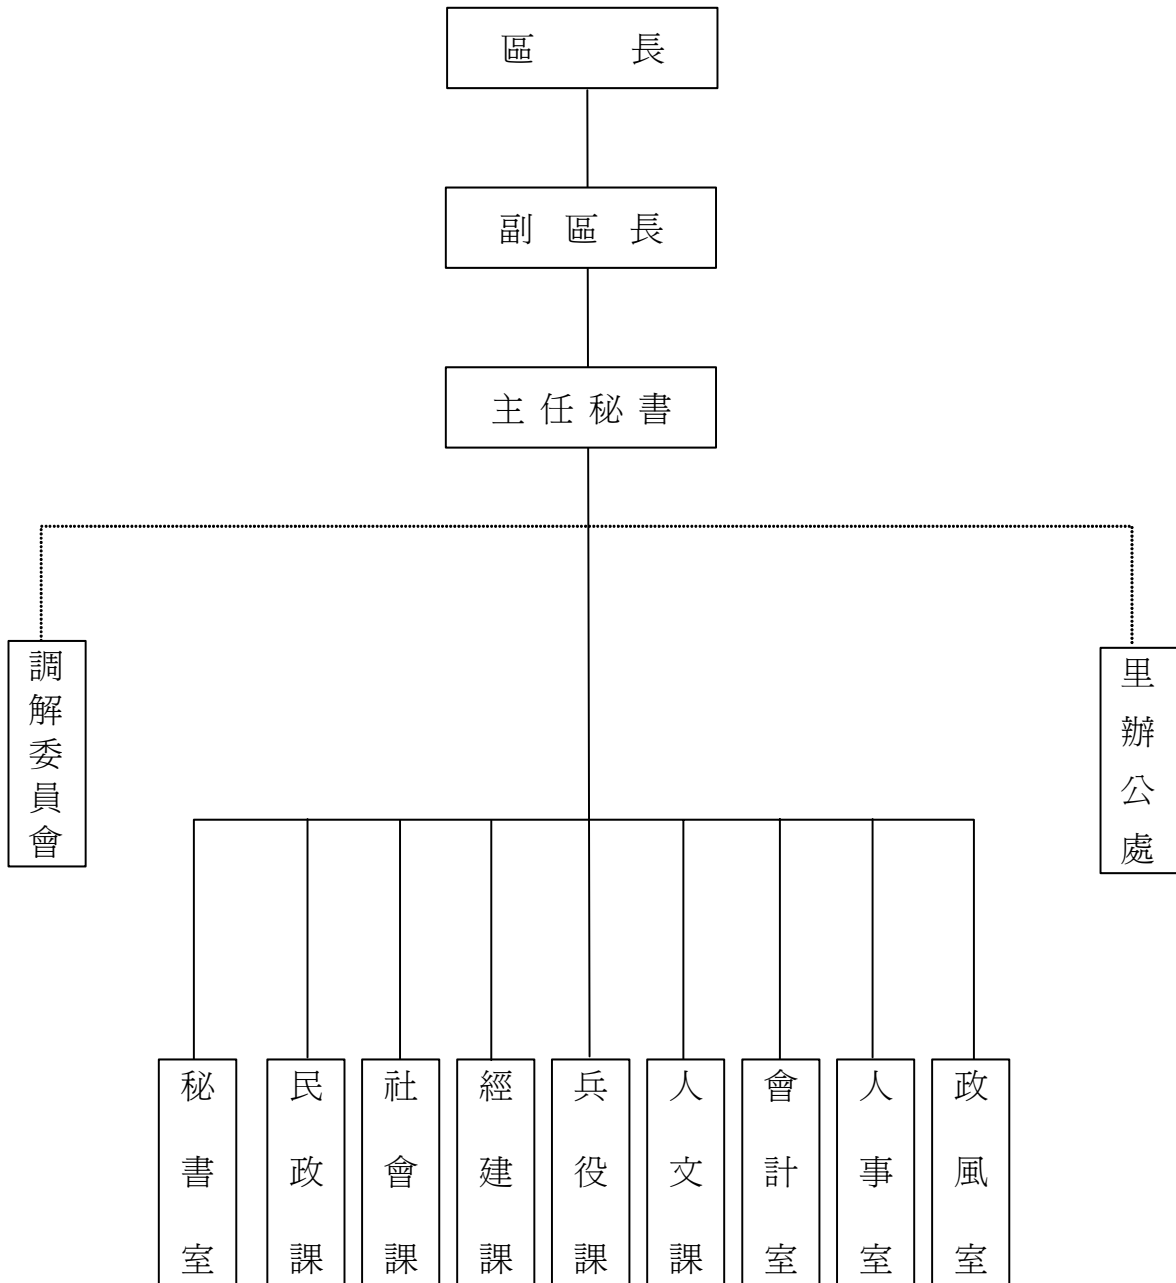 區長
副區長
主任秘書
調解委員會
里辦公處
秘書室
民政課
社會課
經建課
兵役課
人文課
會計室
人事室
政風室